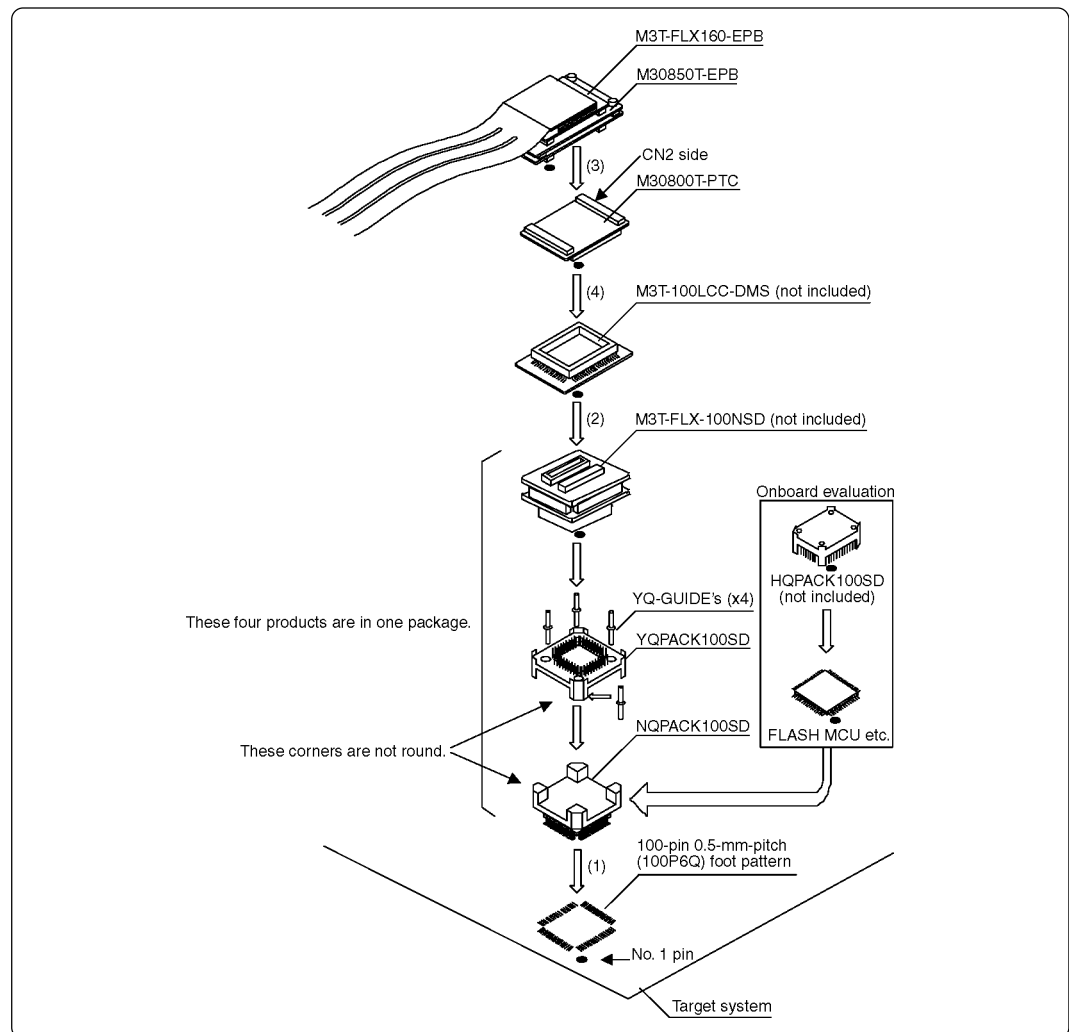 M3T-FLX160-EPB
M30850T-EPB
(3)
CN2 side
M30800T-PTC
(4)
M3T-100LCC-DMS (not included)
(2)
M3T-FLX-100NSD (not included)
Onboard evaluation
HQPACK100SD
(not included)
YQ-GUIDE's (x4)
These four products are in one package.
YQPACK100SD
NQPACK100SD
FLASH MCU etc.
These corners are not round.
100-pin 0.5-mm-pitch
(100P6Q) foot pattern
(1)
No. 1 pin
Target system